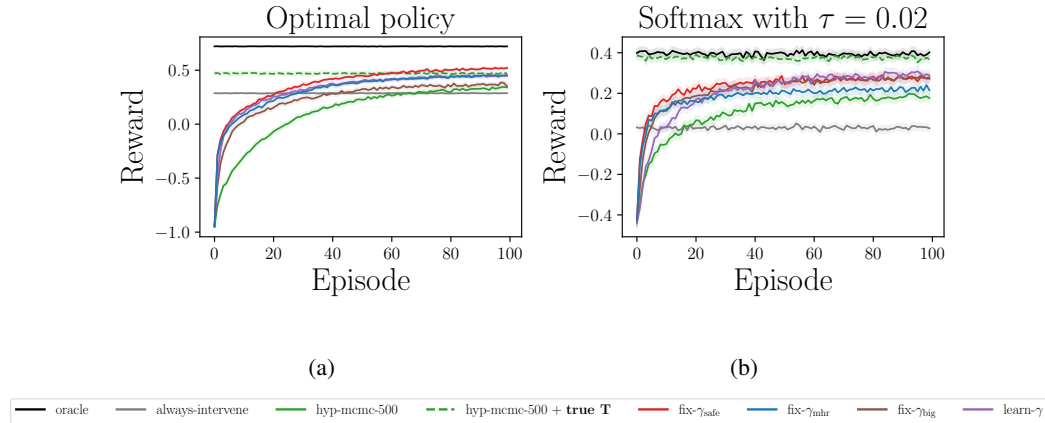 Optimal policy
0.5
0.0
−0.5
−1.0
Reward
0 20 40 60 80 100
Episode
(a)
Softmax with τ = 0.02
0.4
0.2
0.0
−0.2
−0.4
Reward
0 20 40 60 80 100
Episode
(b)
oracle always-intervene hyp-mcmc-500 hyp-mcmc-500 + true T fix-γsafe fix-γmhr fix-γbig learn-γ